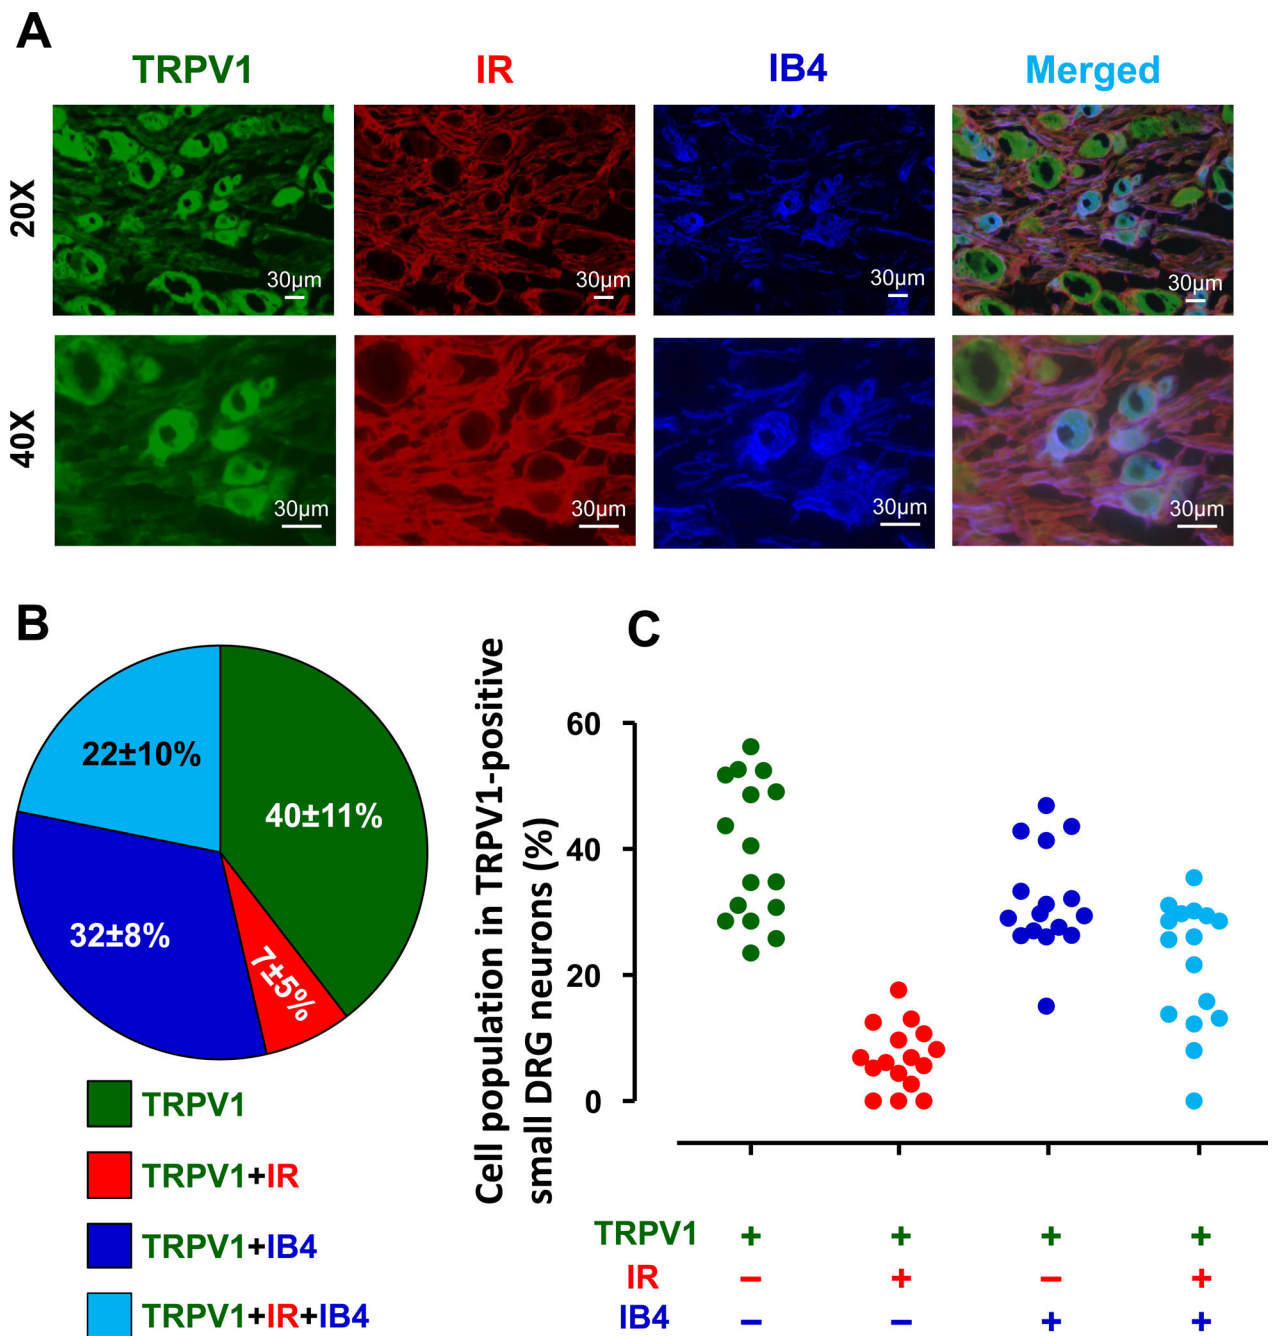 A
TRPV1 IR IB4 Merged
20X
30µm 30µm 30µm 30µm
40X
30µm 30µm 30µm 30µm
B
22±10%
40±11%
32±8%
7±5%
TRPV1
TRPV1+IR
TRPV1+IB4
TRPV1+IR+IB4
C
Cell population in TRPV1-positive
small DRG neurons (%)
60
40
20
0
TRPV1 + + + +
IR − + − +
IB4 − − + +